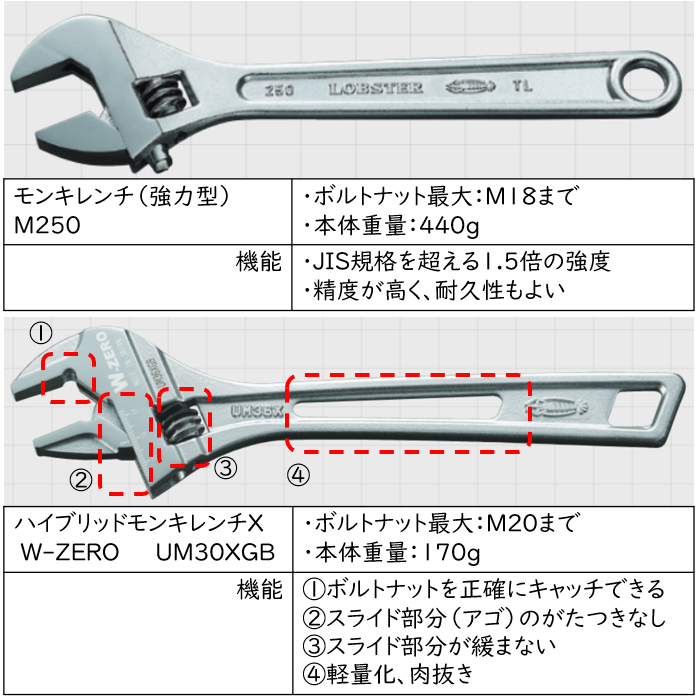 250 LOBSTER TL
モンキレンチ（強力型）
M250
・ボルトナット最大：M18まで
・本体重量：440g
機能
・JIS規格を超える1.5倍の強度
・精度が高く、耐久性もよい
①
W-ZERO
UM36X
②
③
④
ハイブリッドモンキレンチX
W-ZERO UM30XGB
・ボルトナット最大：M20まで
・本体重量：170g
機能
①ボルトナットを正確にキャッチできる
②スライド部分（アゴ）のがたつきなし
③スライド部分が緩まない
④軽量化、肉抜き